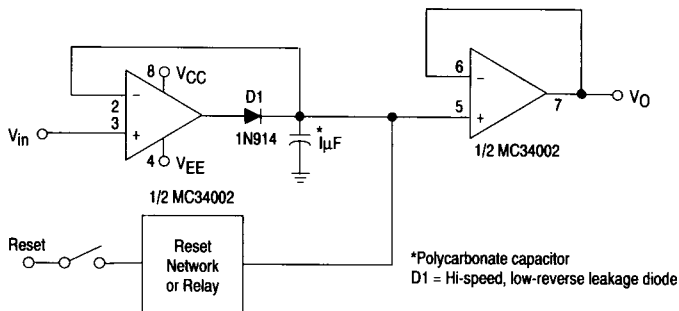 8 VCC
6
2
D1
VO
3
5
7
Vin
1N914
*
IμF
4 VEE
1/2 MC34002
1/2 MC34002
Reset
Reset
Network
or Relay
*Polycarbonate capacitor
D1 = Hi-speed, low-reverse leakage diode